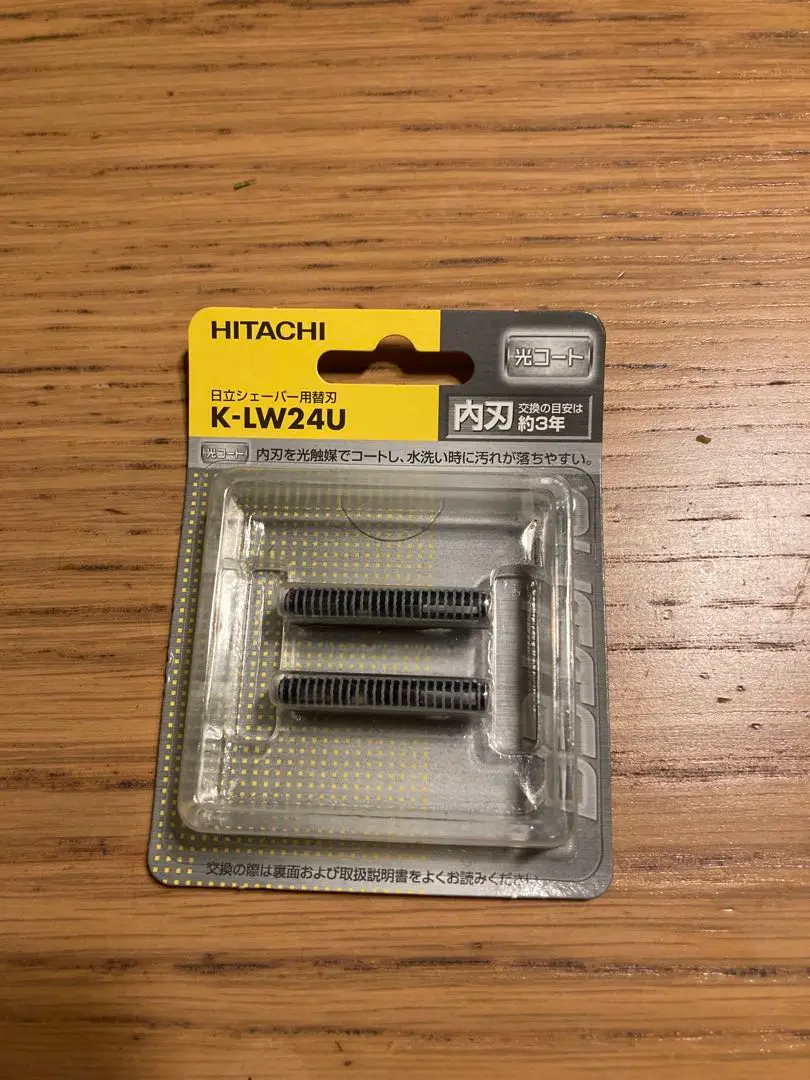 HITACHI
光コート
日立シェーバー用替刃
K-LW24U
内刃 交換の目安は
約3年
光コート 内刃を光触媒でコートし、水洗い時に汚れが落ちやすい。
交換の際は裏面および取扱説明書をよくお読みください